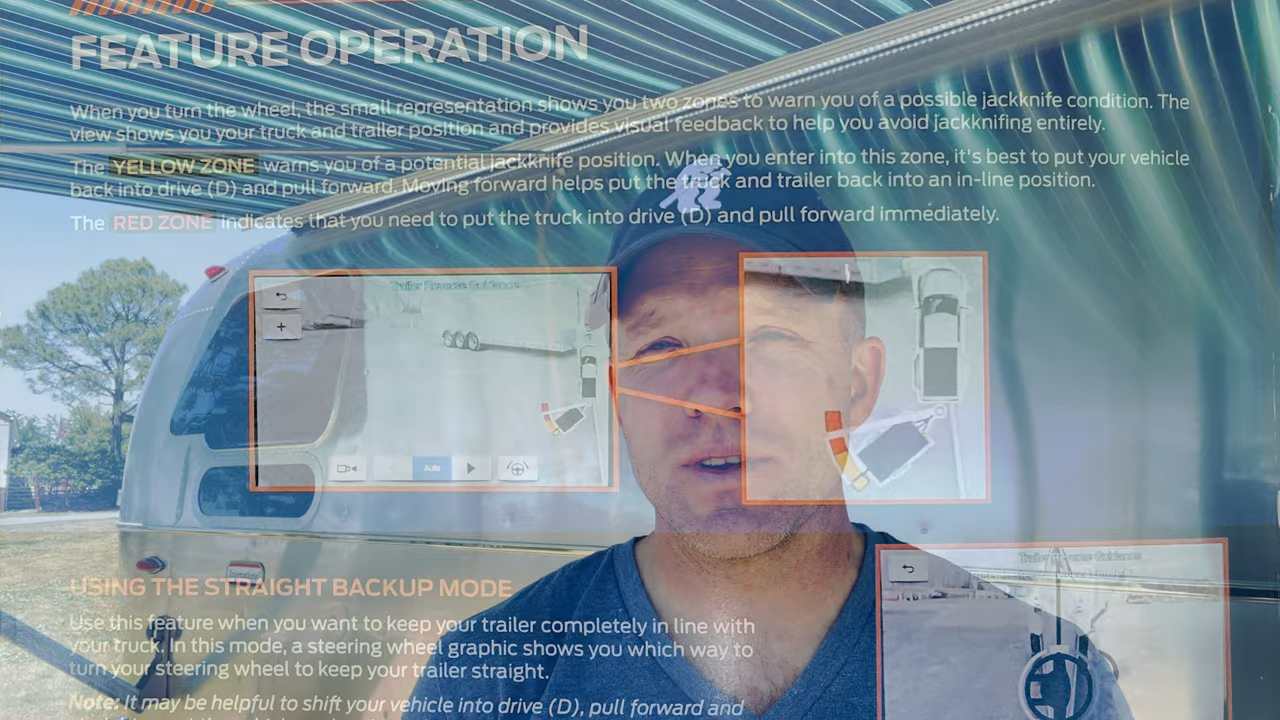 FEATURE OPERATION
When you turn the wheel, the small representation shows you two zones to warn you of a possible jackknife condition. The
view shows you your truck and trailer position and provides visual feedback to help you avoid jackknifing entirely.
The YELLOW ZONE warns you of a potential jackknife position. When you enter into this zone, it's best to put your vehicle
back into drive (D) and pull forward. Moving forward helps put the truck and trailer back into an in-line position.
The RED ZONE indicates that you need to put the truck into drive (D) and pull forward immediately.
Trailer Reverse Guidance
Auto
Trailer Reverse Guidance
USING THE STRAIGHT BACKUP MODE
Use this feature when you want to keep your trailer completely in line with
your truck. In this mode, a steering wheel graphic shows you which way to
turn your steering wheel to keep your trailer straight.
Note: It may be helpful to shift your vehicle into drive (D), pull forward and